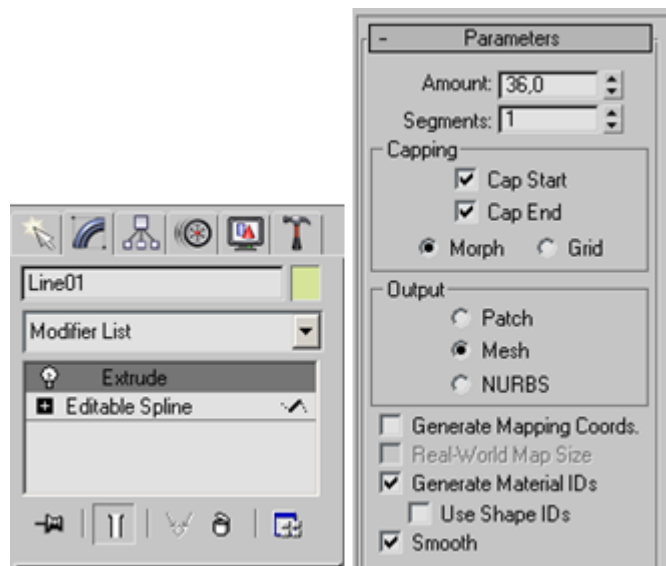 Line01
Modifier List
Extrude
Editable Spline
- Parameters
Amount: 36,0
Segments: 1
Capping
Cap Start
Cap End
Morph Grid
Output
Patch
Mesh
NURBS
Generate Mapping Coords.
Real-World Map Size
Generate Material IDs
Use Shape IDs
Smooth